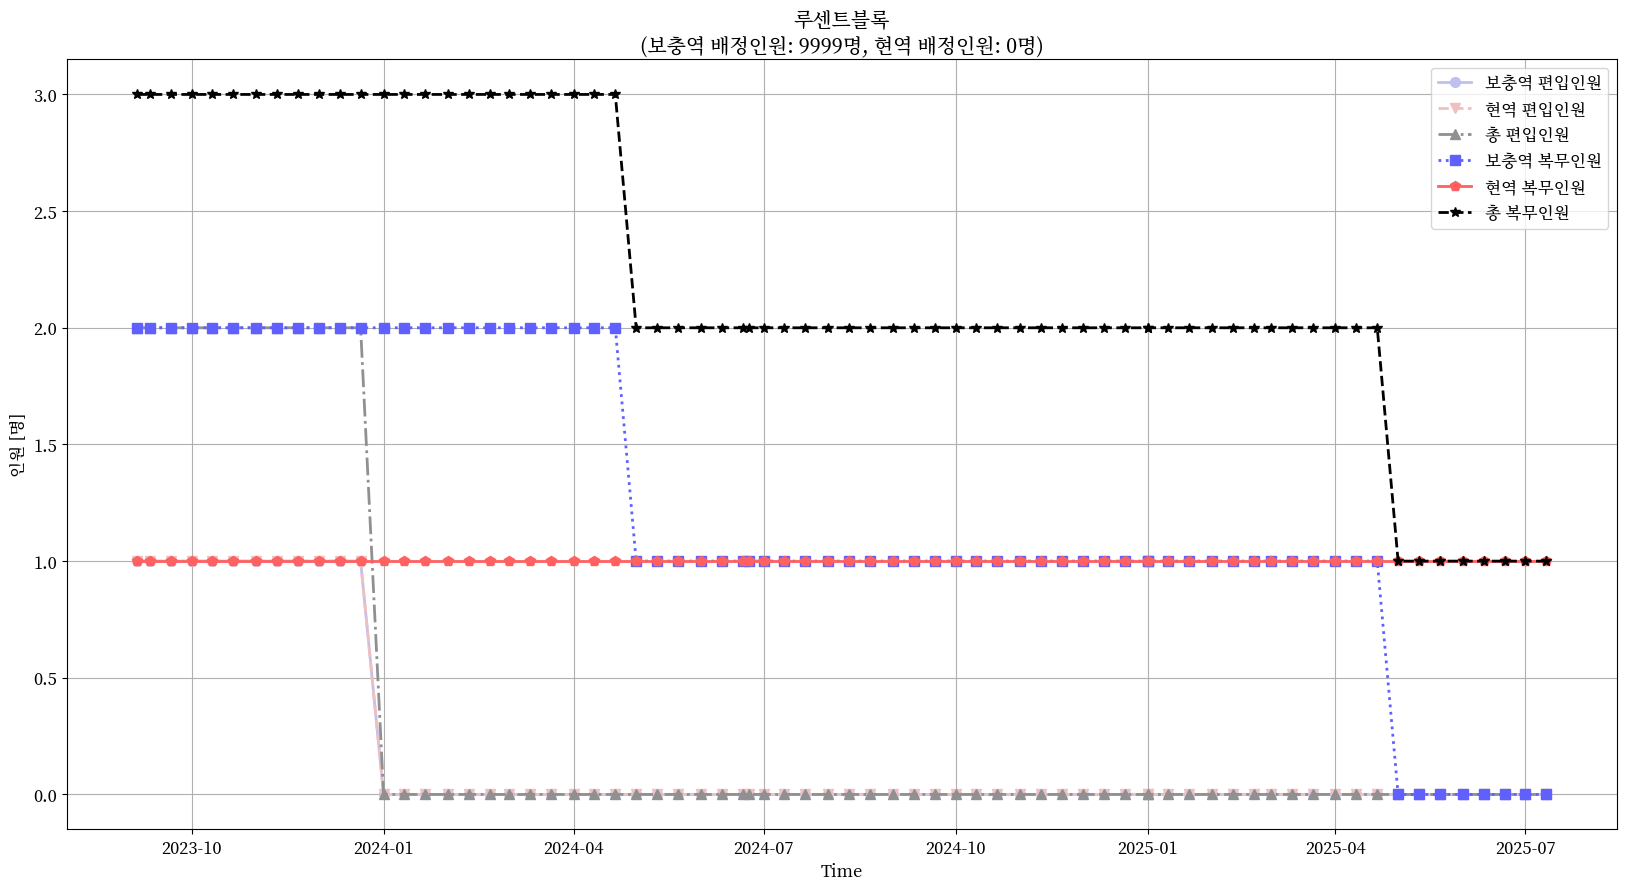 루센트블록
(보충역 배정인원: 9999명, 현역 배정인원: 0명)
보충역 편입인원
현역 편입인원
총 편입인원
보충역 복무인원
현역 복무인원
총 복무인원
인원 [명]
3.0
2.5
2.0
1.5
1.0
0.5
0.0
2023-10
2024-01
2024-04
2024-07
2024-10
2025-01
2025-04
2025-07
Time